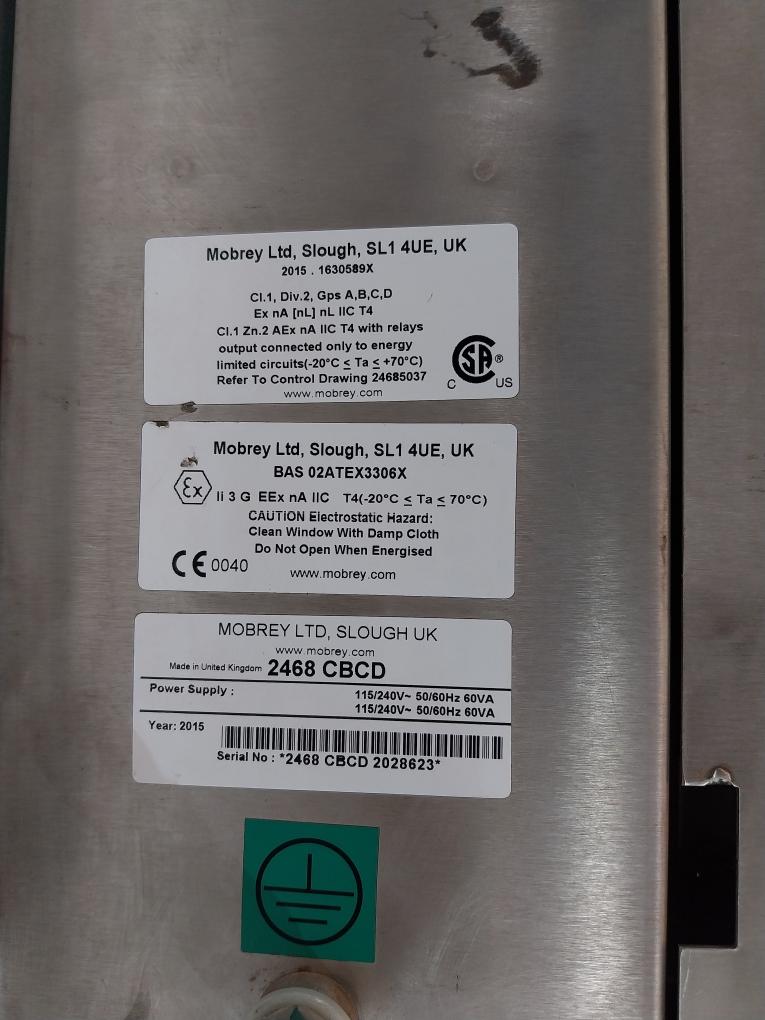 Mobrey Ltd, Slough, SL1 4UE, UK
2015 . 1630589X
Cl.1, Div.2, Gps A,B,C,D
Ex nA [nL] nL IIC T4
Cl.1 Zn.2 AEx nA IIC T4 with relays
output connected only to energy
limited circuits(-20°C ≤ Ta ≤ +70°C)
Refer To Control Drawing 24685037
www.mobrey.com
C SA ® US
Mobrey Ltd, Slough, SL1 4UE, UK
BAS 02ATEX3306X
Ex Ii 3 G EEx nA IIC T4(-20°C ≤ Ta ≤ 70°C)
CAUTION Electrostatic Hazard:
Clean Window With Damp Cloth
Do Not Open When Energised
CE 0040 www.mobrey.com
MOBREY LTD, SLOUGH UK
www.mobrey.com
Made in United Kingdom 2468 CBCD
Power Supply : 115/240V~ 50/60Hz 60VA
115/240V~ 50/60Hz 60VA
Year: 2015
Serial No : *2468 CBCD 2028623*